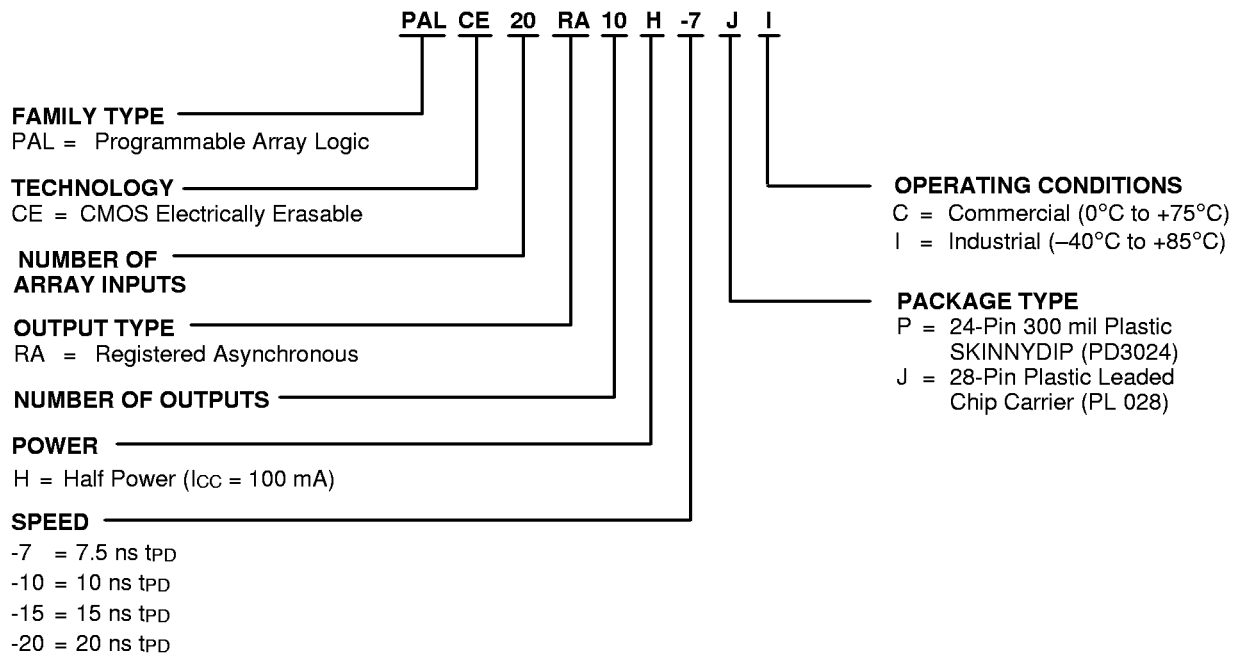 PAL CE 20 RA 10 H -7 J I
FAMILY TYPE
PAL = Programmable Array Logic
TECHNOLOGY
CE = CMOS Electrically Erasable
NUMBER OF
ARRAY INPUTS
OUTPUT TYPE
RA = Registered Asynchronous
NUMBER OF OUTPUTS
POWER
H = Half Power (ICC = 100 mA)
SPEED
-7 = 7.5 ns tPD
-10 = 10 ns tPD
-15 = 15 ns tPD
-20 = 20 ns tPD
OPERATING CONDITIONS
C = Commercial (0°C to +75°C)
I = Industrial (–40°C to +85°C)
PACKAGE TYPE
P = 24-Pin 300 mil Plastic
SKINNYDIP (PD3024)
J = 28-Pin Plastic Leaded
Chip Carrier (PL 028)